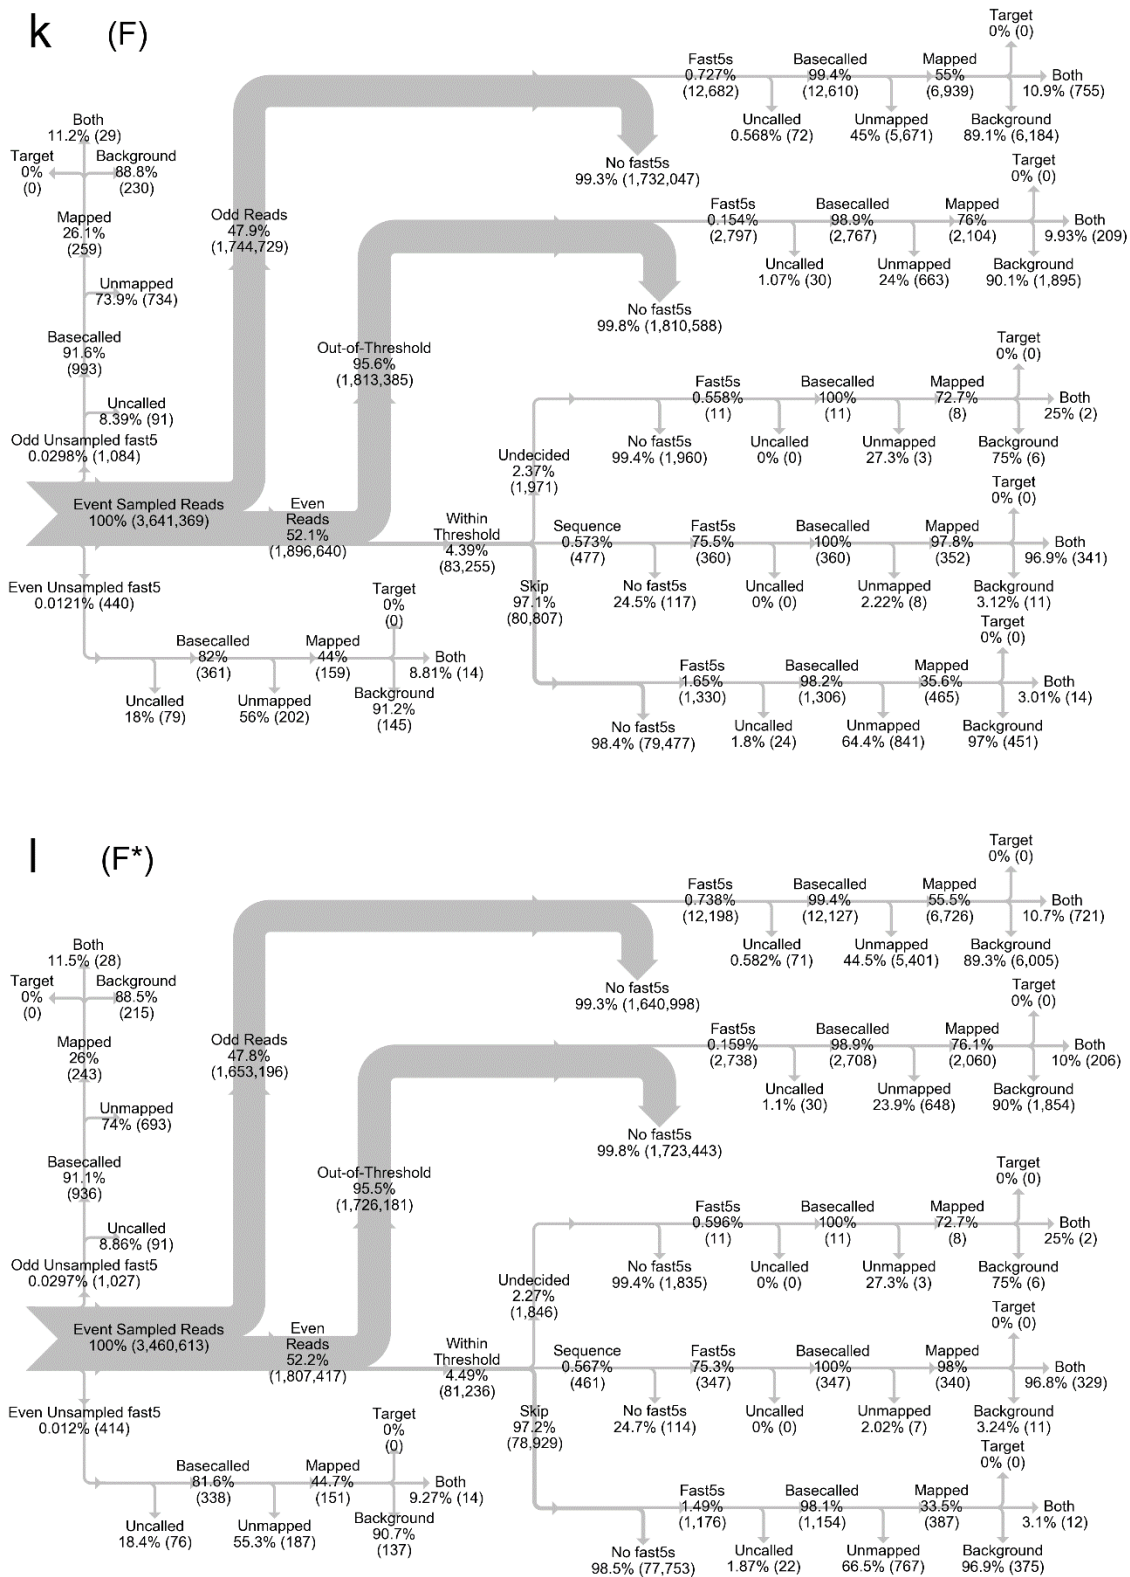 k (F)
Target
0% (0)
Fast5s
0.727%
(12,682)
Basecalled
99.4%
(12,610)
Mapped
55%
(6,939)
Both
10.9% (755)
Uncalled
0.568% (72)
Unmapped
45% (5,671)
Background
89.1% (6,184)
No fast5s
99.3% (1,732,047)
Both
11.2% (29)
Target
0%
(0)
Background
88.8%
(230)
Mapped
26.1%
(259)
Unmapped
73.9% (734)
Basecalled
91.6%
(993)
Uncalled
8.39% (91)
Odd Unsampled fast5
0.0298% (1,084)
Odd Reads
47.9%
(1,744,729)
Target
0% (0)
Fast5s
0.154%
(2,797)
Basecalled
98.9%
(2,767)
Mapped
76%
(2,104)
Both
9.93% (209)
Uncalled
1.07% (30)
Unmapped
24% (663)
Background
90.1% (1,895)
No fast5s
99.8% (1,810,588)
Out-of-Threshold
95.6%
(1,813,385)
Target
0% (0)
Fast5s
0.558%
(11)
Basecalled
100%
(11)
Mapped
72.7%
(8)
Both
25% (2)
No fast5s
99.4% (1,960)
Uncalled
0% (0)
Unmapped
27.3% (3)
Background
75% (6)
Undecided
2.37%
(1,971)
Event Sampled Reads
100% (3,641,369)
Even
Reads
52.1%
(1,896,640)
Within
Threshold
4.39%
(83,255)
Target
0% (0)
Sequence
0.573%
(477)
Fast5s
75.5%
(360)
Basecalled
100%
(360)
Mapped
97.8%
(352)
Both
96.9% (341)
No fast5s
24.5% (117)
Uncalled
0% (0)
Unmapped
2.22% (8)
Background
3.12% (11)
Skip
97.1%
(80,807)
Even Unsampled fast5
0.0121% (440)
Target
0%
(0)
Basecalled
82%
(361)
Mapped
44%
(159)
Both
8.81% (14)
Uncalled
18% (79)
Unmapped
56% (202)
Background
91.2%
(145)
Target
0% (0)
Fast5s
1.65%
(1,330)
Basecalled
98.2%
(1,306)
Mapped
35.6%
(465)
Both
3.01% (14)
No fast5s
98.4% (79,477)
Uncalled
1.8% (24)
Unmapped
64.4% (841)
Background
97% (451)
l (F*)
Target
0% (0)
Fast5s
0.738%
(12,198)
Basecalled
99.4%
(12,127)
Mapped
55.5%
(6,726)
Both
10.7% (721)
Uncalled
0.582% (71)
Unmapped
44.5% (5,401)
Background
89.3% (6,005)
No fast5s
99.3% (1,640,998)
Both
11.5% (28)
Target
0%
(0)
Background
88.5%
(215)
Mapped
26%
(243)
Unmapped
74% (693)
Basecalled
91.1%
(936)
Uncalled
8.86% (91)
Odd Unsampled fast5
0.0297% (1,027)
Odd Reads
47.8%
(1,653,196)
Target
0% (0)
Fast5s
0.159%
(2,738)
Basecalled
98.9%
(2,708)
Mapped
76.1%
(2,060)
Both
10% (206)
Uncalled
1.1% (30)
Unmapped
23.9% (648)
Background
90% (1,854)
No fast5s
99.8% (1,723,443)
Out-of-Threshold
95.5%
(1,726,181)
Target
0% (0)
Fast5s
0.596%
(11)
Basecalled
100%
(11)
Mapped
72.7%
(8)
Both
25% (2)
No fast5s
99.4% (1,835)
Uncalled
0% (0)
Unmapped
27.3% (3)
Background
75% (6)
Undecided
2.27%
(1,846)
Event Sampled Reads
100% (3,460,613)
Even
Reads
52.2%
(1,807,417)
Within
Threshold
4.49%
(81,236)
Target
0% (0)
Sequence
0.567%
(461)
Fast5s
75.3%
(347)
Basecalled
100%
(347)
Mapped
98%
(340)
Both
96.8% (329)
No fast5s
24.7% (114)
Uncalled
0% (0)
Unmapped
2.02% (7)
Background
3.24% (11)
Skip
97.2%
(78,929)
Even Unsampled fast5
0.012% (414)
Target
0%
(0)
Basecalled
81.6%
(338)
Mapped
44.7%
(151)
Both
9.27% (14)
Uncalled
18.4% (76)
Unmapped
55.3% (187)
Background
90.7%
(137)
Target
0% (0)
Fast5s
1.49%
(1,176)
Basecalled
98.1%
(1,154)
Mapped
33.5%
(387)
Both
3.1% (12)
No fast5s
98.5% (77,753)
Uncalled
1.87% (22)
Unmapped
66.5% (767)
Background
96.9% (375)